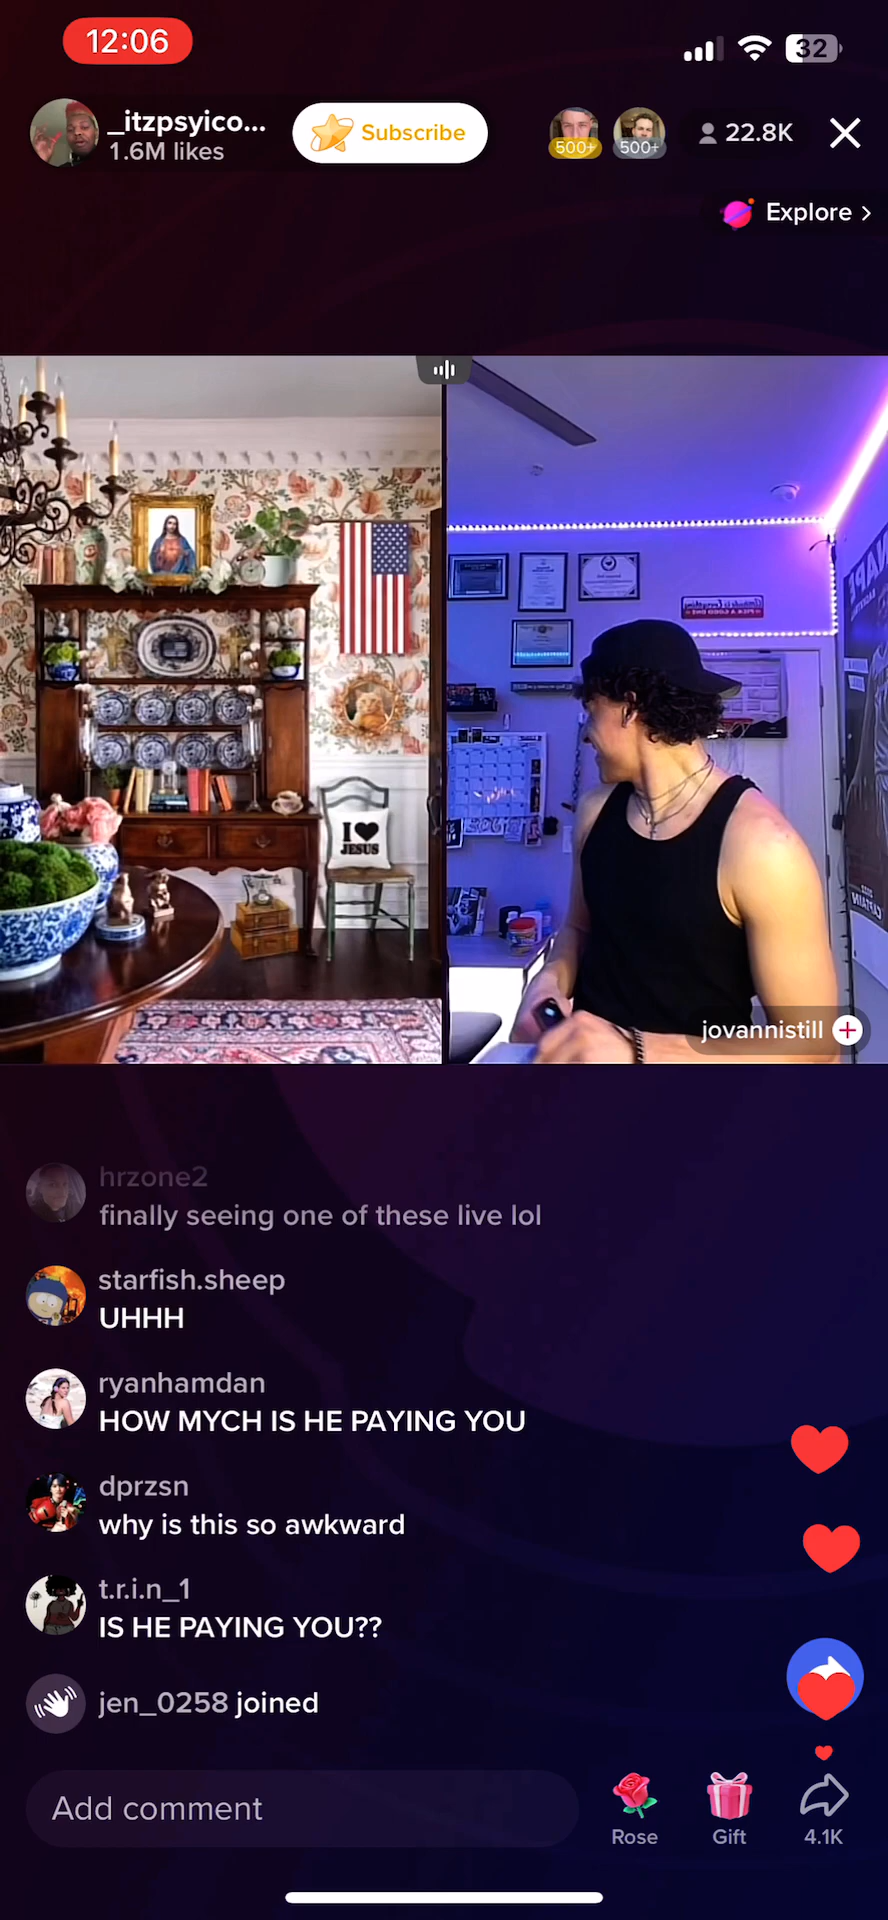 12:06
32
_itzpsyico...
1.6M likes
Subscribe
500+
500+
22.8K
Explore >
I ❤ JESUS
jovannistill
hrzone2
finally seeing one of these live lol
starfish.sheep
UHHH
ryanhamdan
HOW MYCH IS HE PAYING YOU
dprzsn
why is this so awkward
t.r.i.n_1
IS HE PAYING YOU??
jen_0258 joined
Add comment
Rose
Gift
4.1K